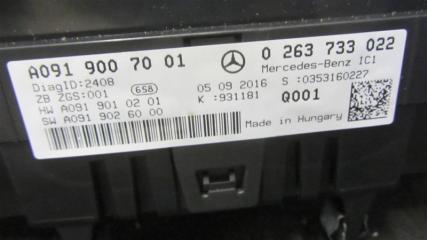 A091 900 70 01 0 263 733 022
DiagID:2408 Mercedes-Benz IC1
ZB ZGS:001 658 05 09 2016 S :0353160227
HW A091 901 02 01 K :931181 Q001
SW A091 902 60 00
Made in Hungary